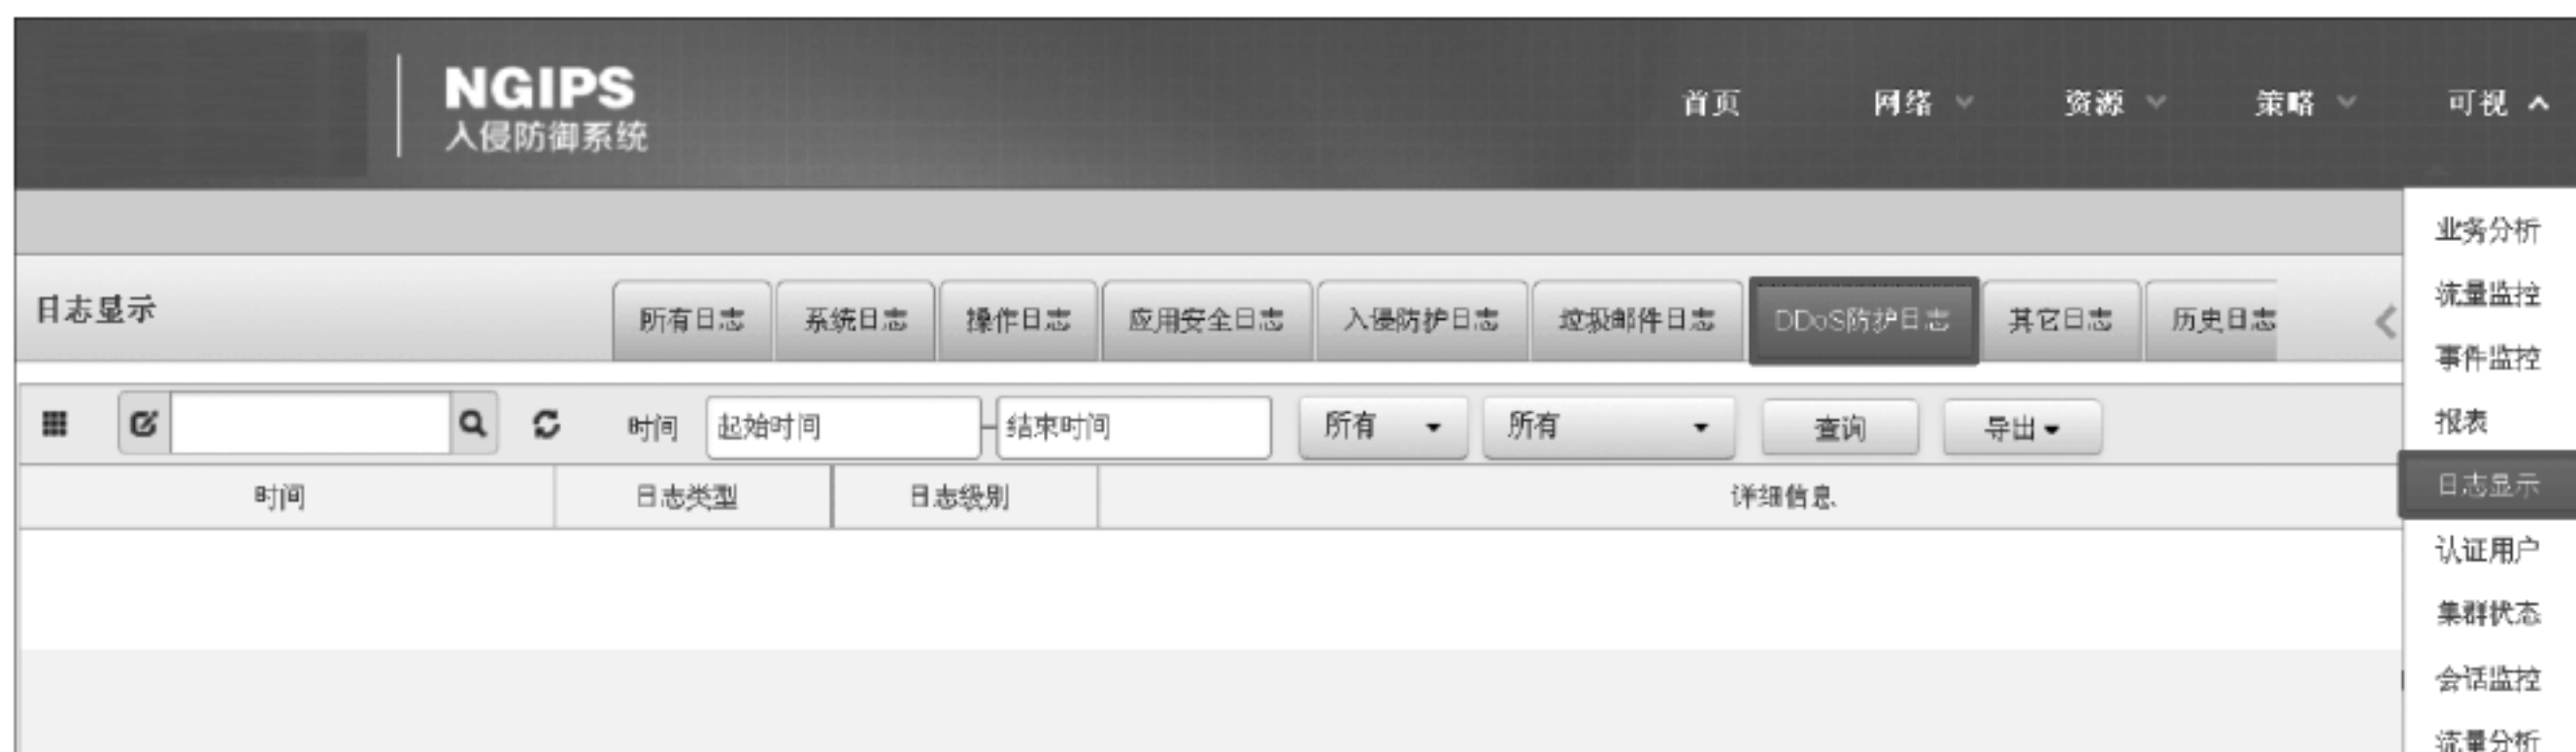 NGIPS
入侵防御系统
首页 网络 资源 策略 可视
业务分析
流量监控
事件监控
报表
日志显示
认证用户
集群状态
会话监控
流量分析
日志显示 所有日志 系统日志 操作日志 应用安全日志 入侵防护日志 垃圾邮件日志 DDoS防护日志 其它日志 历史日志
时间 起始时间 - 结束时间 所有 所有 查询 导出
时间 日志类型 日志级别 详细信息